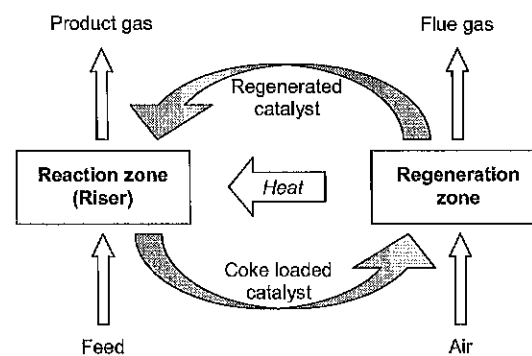 Product gas
Flue gas
Regenerated
catalyst
Reaction zone
(Riser)
Heat
Regeneration
zone
Coke loaded
catalyst
Feed
Air